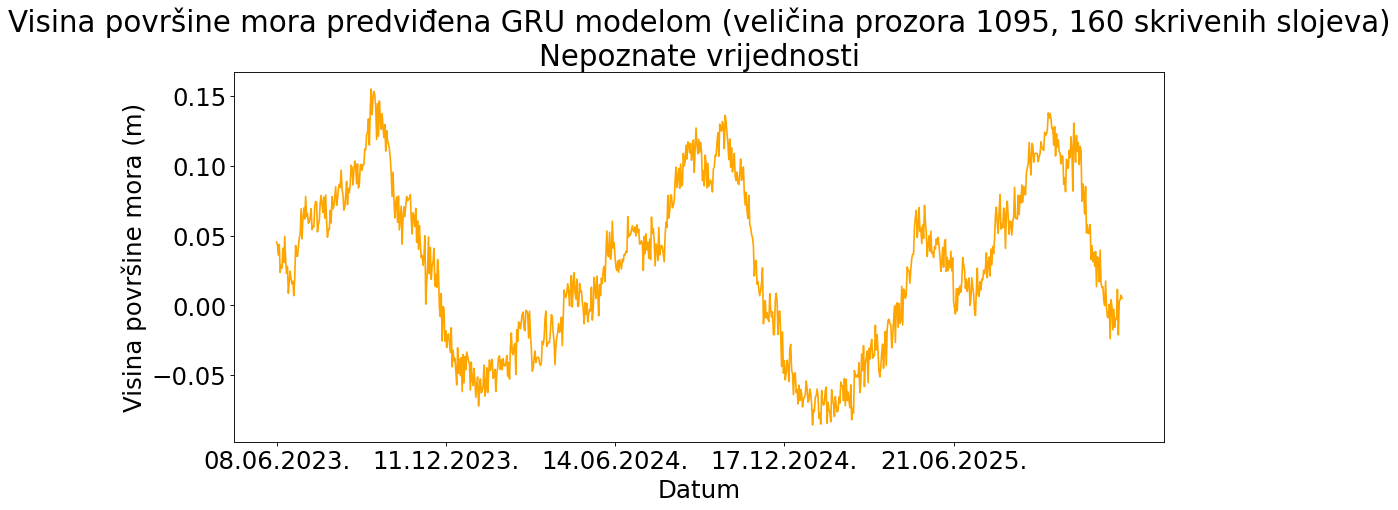 Visina površine mora predviđena GRU modelom (veličina prozora 1095, 160 skrivenih slojeva)
Nepoznate vrijednosti
Visina površine mora (m)
0.15
0.10
0.05
0.00
−0.05
08.06.2023. 11.12.2023. 14.06.2024. 17.12.2024. 21.06.2025.
Datum